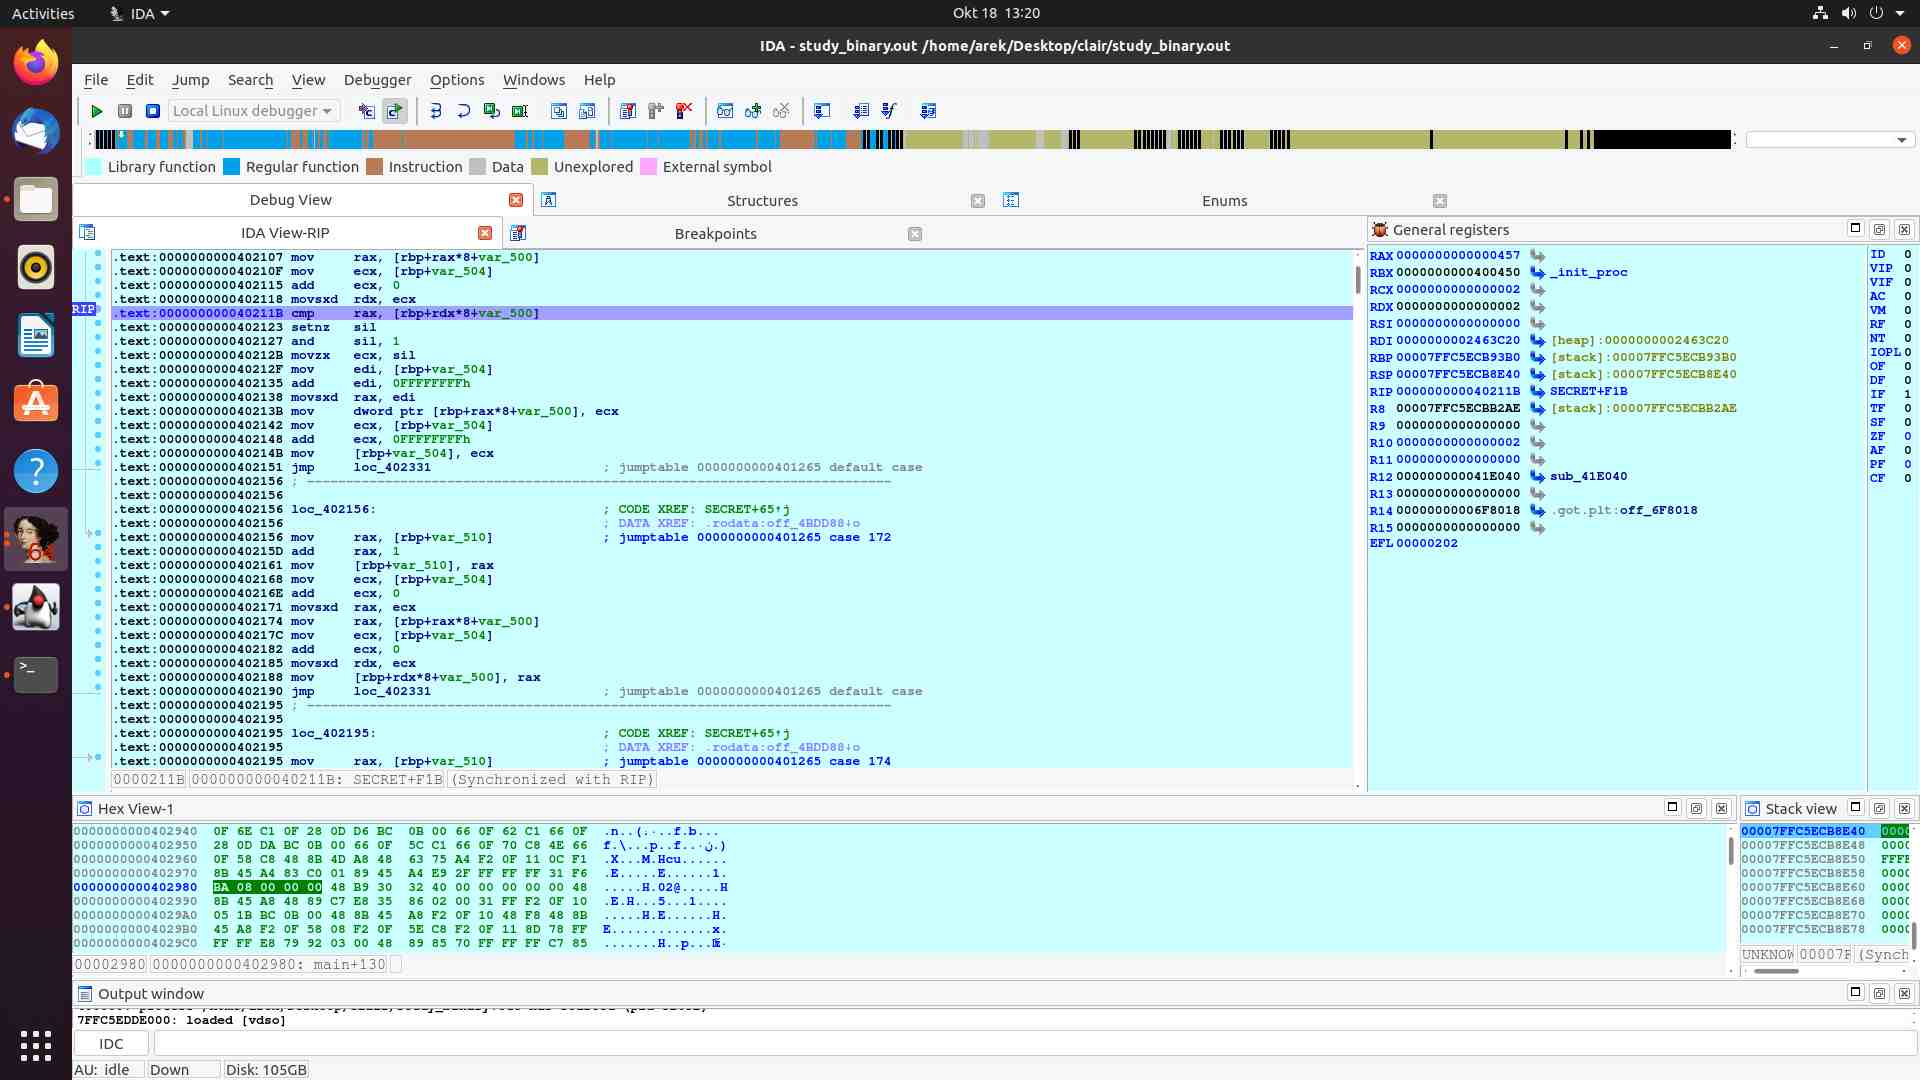 Activities
IDA
Okt 18 13:20
IDA - study_binary.out /home/arek/Desktop/clair/study_binary.out
File Edit Jump Search View Debugger Options Windows Help
Local Linux debugger
Library function Regular function Instruction Data Unexplored External symbol
Debug View Structures Enums
IDA View-RIP Breakpoints
.text:0000000000402107 mov rax, [rbp+rax*8+var_500]
.text:000000000040210F mov ecx, [rbp+var_504]
.text:0000000000402115 add ecx, 0
.text:0000000000402118 movsxd rdx, ecx
RIP
.text:000000000040211B cmp rax, [rbp+rdx*8+var_500]
.text:0000000000402123 setnz sil
.text:0000000000402127 and sil, 1
.text:000000000040212B movzx ecx, sil
.text:000000000040212F mov edi, [rbp+var_504]
.text:0000000000402135 add edi, 0FFFFFFFFh
.text:0000000000402138 movsxd rax, edi
.text:000000000040213B mov dword ptr [rbp+rax*8+var_500], ecx
.text:0000000000402142 mov ecx, [rbp+var_504]
.text:0000000000402148 add ecx, 0FFFFFFFFh
.text:000000000040214B mov [rbp+var_504], ecx
.text:0000000000402151 jmp loc_402331 ; jumptable 0000000000401265 default case
.text:0000000000402156 ; ---------------------------------------------------------------------------
.text:0000000000402156
.text:0000000000402156 loc_402156: ; CODE XREF: SECRET+65↑j
.text:0000000000402156 ; DATA XREF: .rodata:off_4BDD88↓o
.text:0000000000402156 mov rax, [rbp+var_510] ; jumptable 0000000000401265 case 172
.text:000000000040215D add rax, 1
.text:0000000000402161 mov [rbp+var_510], rax
.text:0000000000402168 mov ecx, [rbp+var_504]
.text:000000000040216E add ecx, 0
.text:0000000000402171 movsxd rax, ecx
.text:0000000000402174 mov rax, [rbp+rax*8+var_500]
.text:000000000040217C mov ecx, [rbp+var_504]
.text:0000000000402182 add ecx, 0
.text:0000000000402185 movsxd rdx, ecx
.text:0000000000402188 mov [rbp+rdx*8+var_500], rax
.text:0000000000402190 jmp loc_402331 ; jumptable 0000000000401265 default case
.text:0000000000402195 ; ---------------------------------------------------------------------------
.text:0000000000402195
.text:0000000000402195 loc_402195: ; CODE XREF: SECRET+65↑j
.text:0000000000402195 ; DATA XREF: .rodata:off_4BDD88↓o
.text:0000000000402195 mov rax, [rbp+var_510] ; jumptable 0000000000401265 case 174
0000211B 000000000040211B: SECRET+F1B (Synchronized with RIP)
General registers
RAX 0000000000000457
RBX 0000000000400450 _init_proc
RCX 0000000000000002
RDX 0000000000000002
RSI 0000000000000000
RDI 0000000002463C20 [heap]:0000000002463C20
RBP 00007FFC5ECB93B0 [stack]:00007FFC5ECB93B0
RSP 00007FFC5ECB8E40 [stack]:00007FFC5ECB8E40
RIP 000000000040211B SECRET+F1B
R8 00007FFC5ECBB2AE [stack]:00007FFC5ECBB2AE
R9 0000000000000000
R10 0000000000000002
R11 0000000000000000
R12 000000000041E040 sub_41E040
R13 0000000000000000
R14 00000000006F8018 .got.plt:off_6F8018
R15 0000000000000000
EFL 00000202
ID 0
VIP 0
VIF 0
AC 0
VM 0
RF 0
NT 0
IOPL 0
OF 0
DF 0
IF 1
TF 0
SF 0
ZF 0
AF 0
PF 0
CF 0
Hex View-1
0000000000402940 0F 6E C1 0F 28 0D D6 BC 0B 00 66 0F 62 C1 66 0F
0000000000402950 28 0D DA BC 0B 00 66 0F 5C C1 66 0F 70 C8 4E 66
0000000000402960 0F 58 C8 48 8B 4D A8 48 63 75 A4 F2 0F 11 0C F1 .X...M.Hcu......
0000000000402970 8B 45 A4 83 C0 01 89 45 A4 E9 2F FF FF FF 31 F6
0000000000402980 BA 08 00 00 00 48 B9 30 32 40 00 00 00 00 00 48 .....H.02@.....H
0000000000402990 8B 45 A8 48 89 C7 E8 35 86 02 00 31 FF F2 0F 10 .E.H...5...1....
00000000004029A0 05 1B BC 0B 00 48 8B 45 A8 F2 0F 10 48 F8 48 8B .....H.E....H.H.
00000000004029B0 45 A8 F2 0F 58 08 F2 0F 5E C8 F2 0F 11 8D 78 FF
00000000004029C0 FF FF E8 79 92 03 00 48 89 85 70 FF FF FF C7 85
00002980 0000000000402980: main+130
Stack view
00007FFC5ECB8E40 0000
00007FFC5ECB8E48 0000
00007FFC5ECB8E50 FFFF
00007FFC5ECB8E58 0000
00007FFC5ECB8E60 0000
00007FFC5ECB8E68 0000
00007FFC5ECB8E70 0000
00007FFC5ECB8E78 0000
UNKNOW 00007F (Synch
Output window
7FFC5EDDE000: loaded [vdso]
IDC
AU: idle Down Disk: 105GB